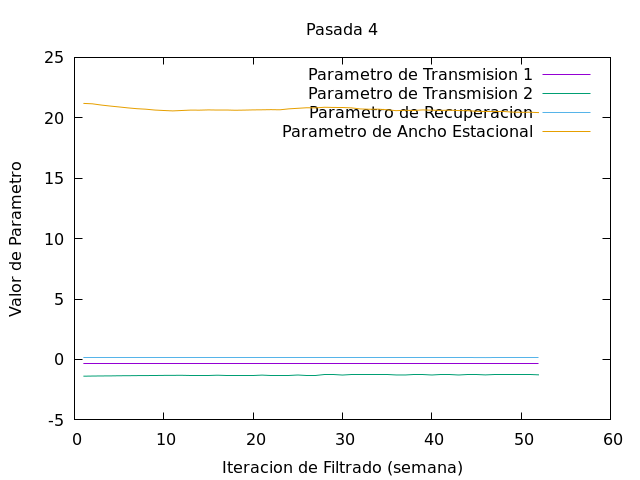 Pasada 4
25
20
15
10
5
0
-5
Valor de Parametro
Parametro de Transmision 1
Parametro de Transmision 2
Parametro de Recuperacion
Parametro de Ancho Estacional
0 10 20 30 40 50 60
Iteracion de Filtrado (semana)